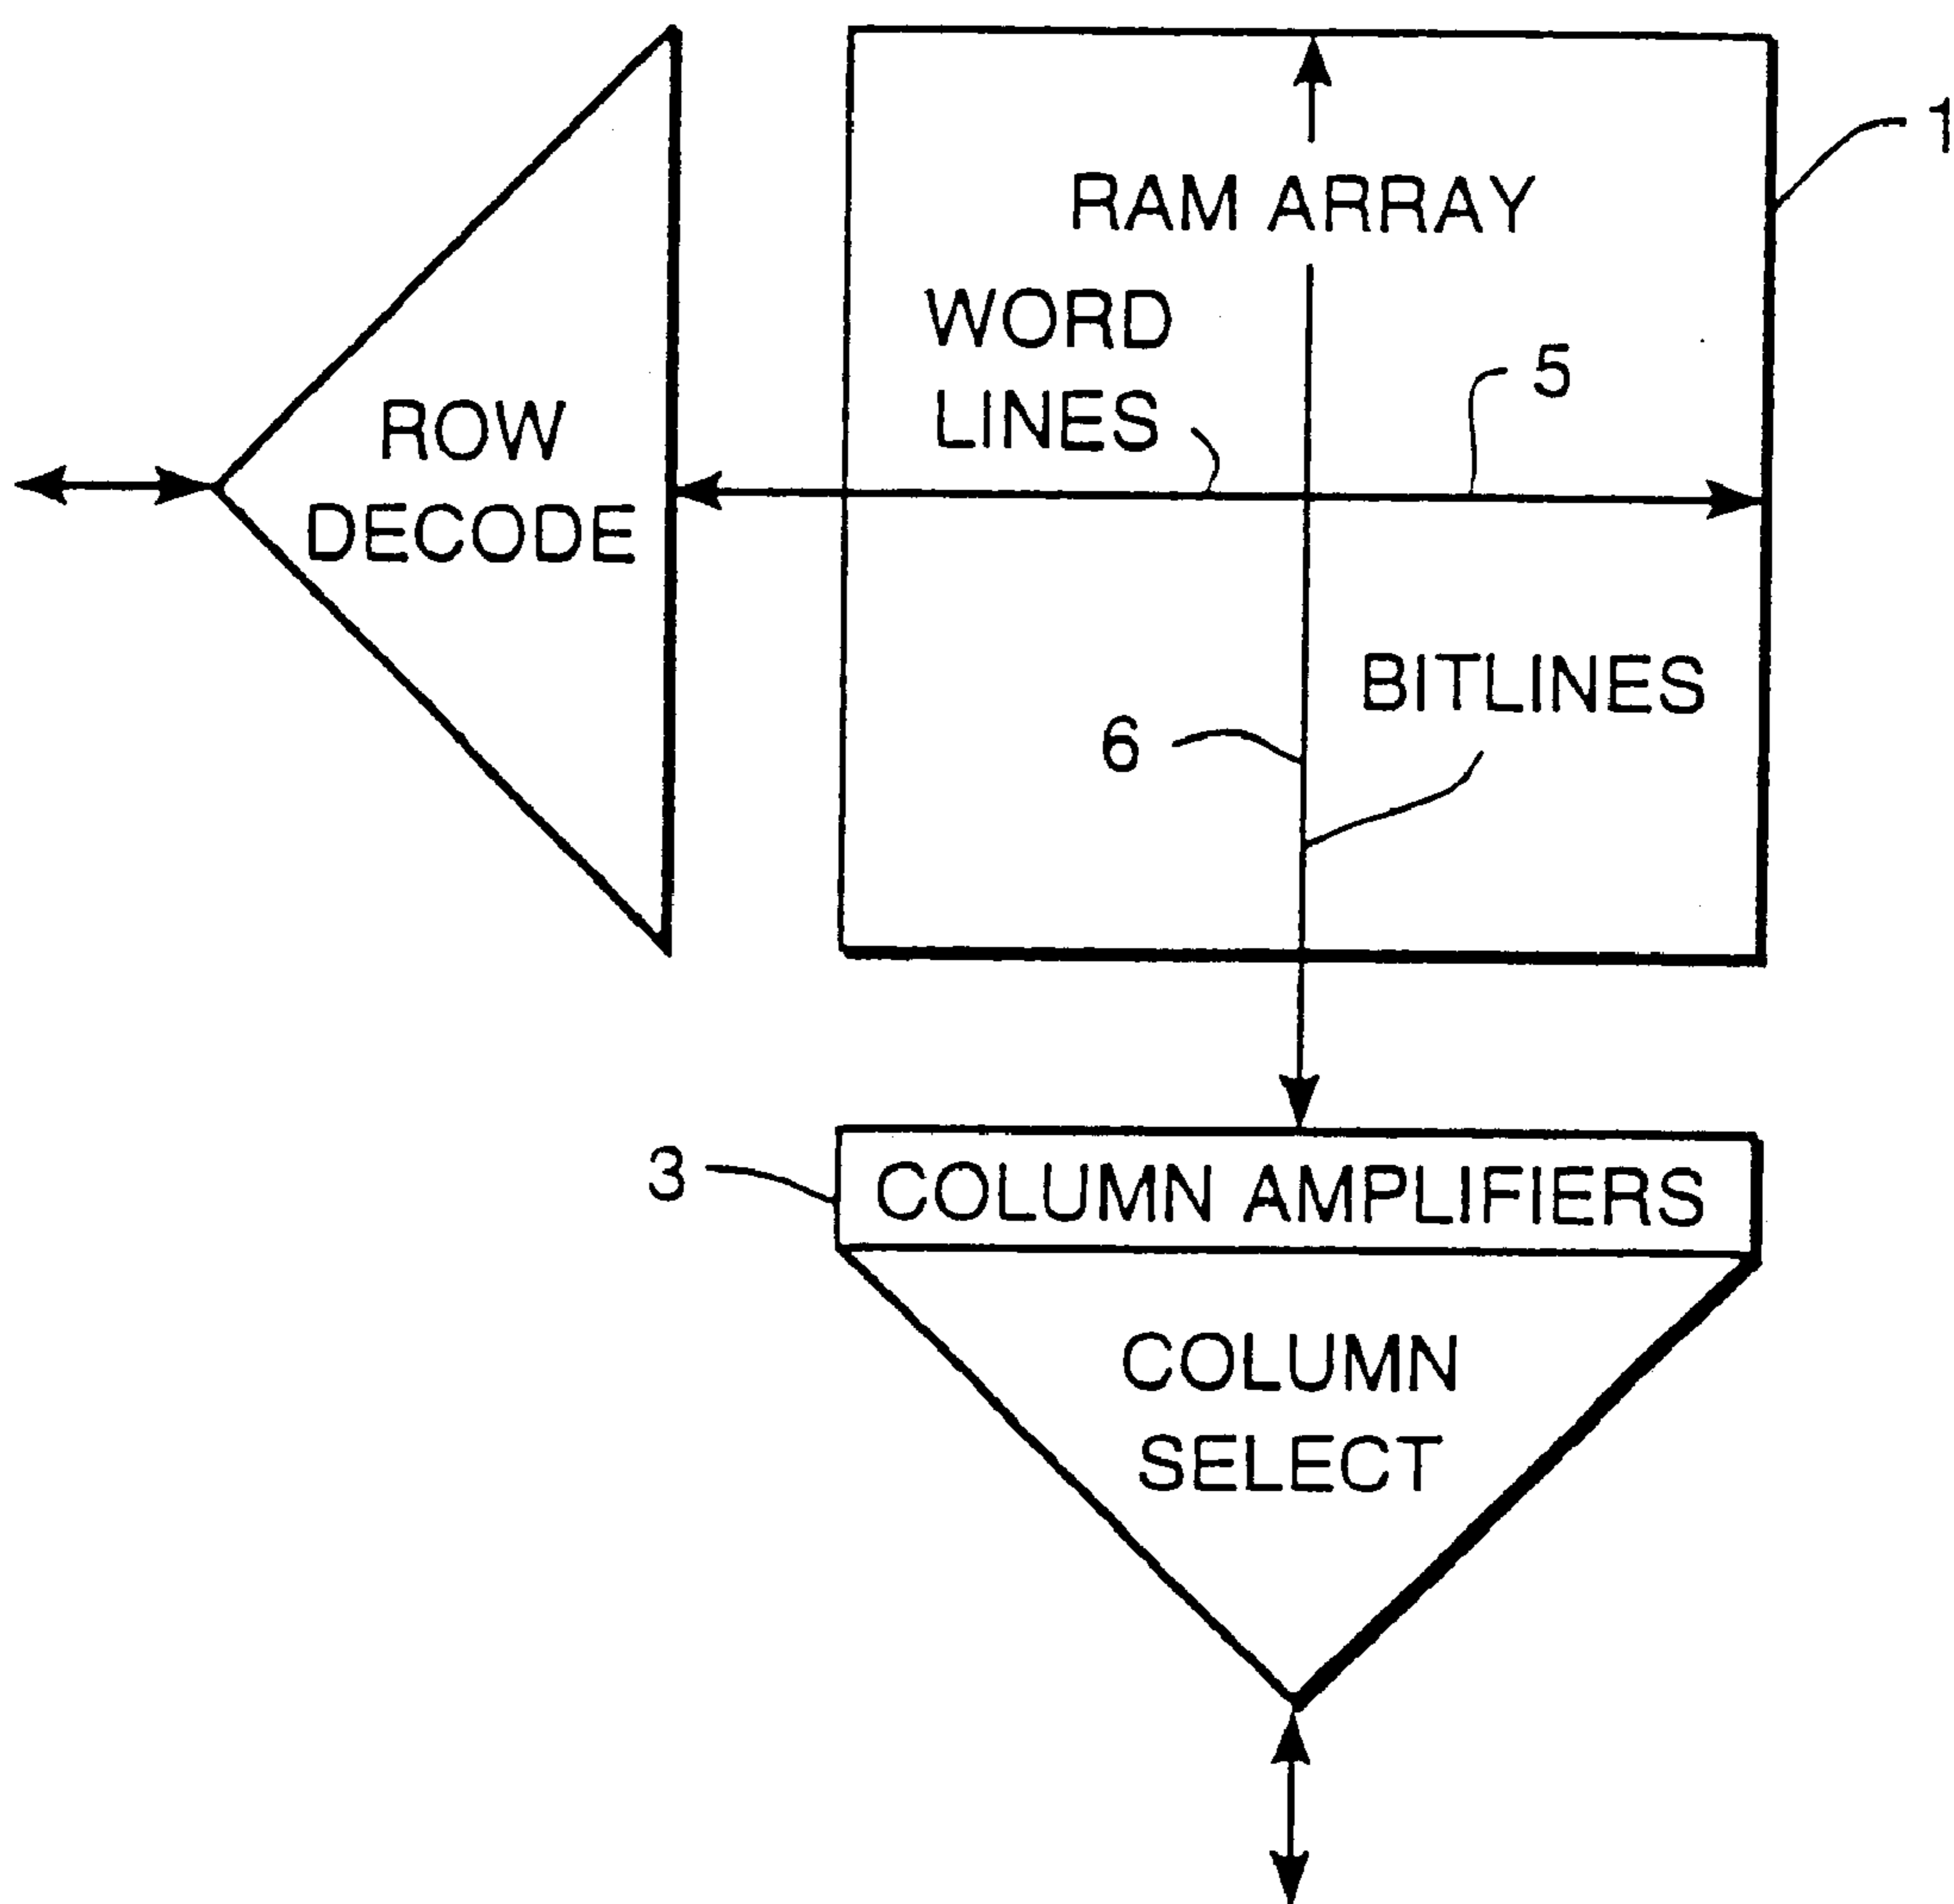 1
RAM ARRAY
WORD
LINES
5
ROW
DECODE
BITLINES
6
3
COLUMN AMPLIFIERS
COLUMN
SELECT